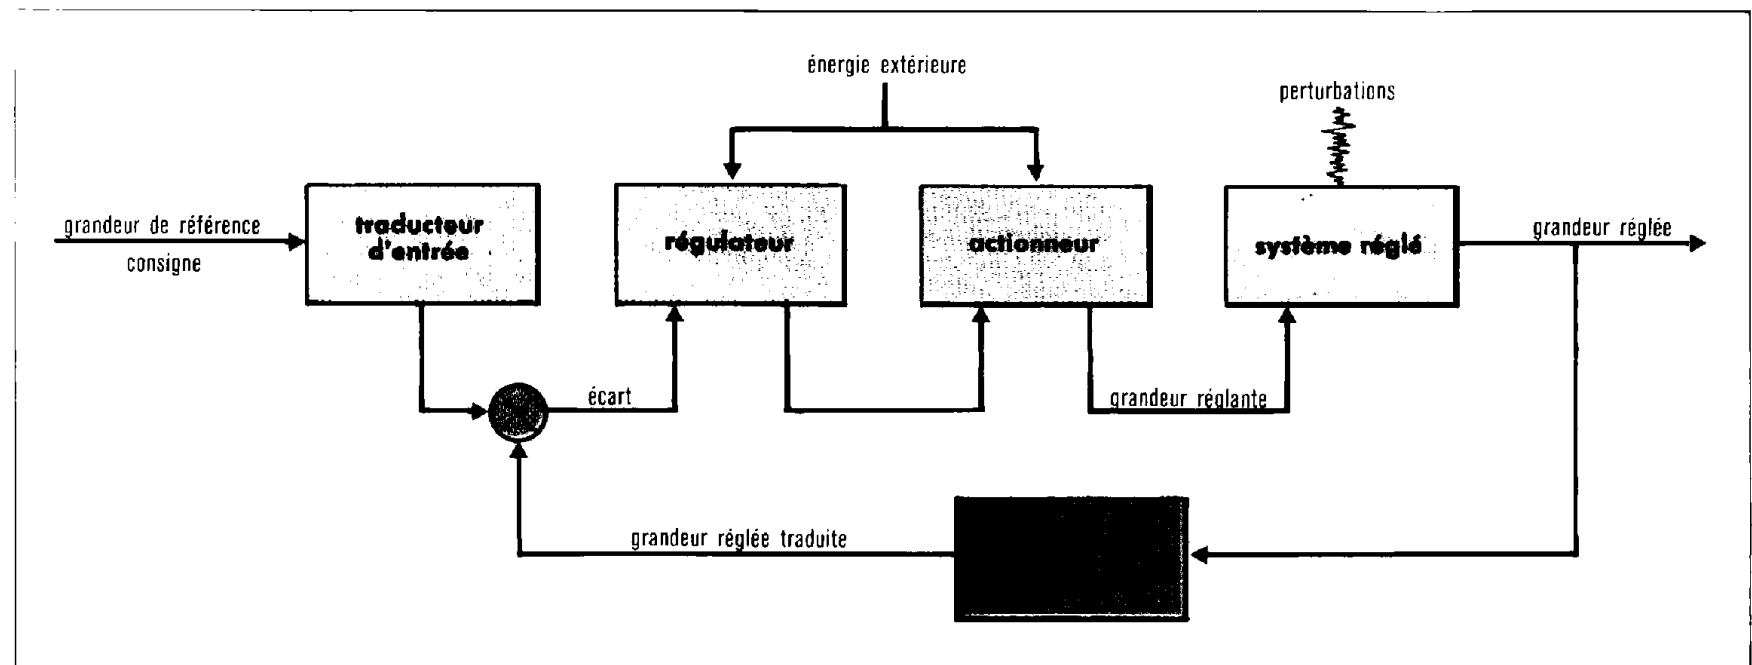 énergie extérieure
perturbations
grandeur de référence
consigne
traducteur
d'entrée
régulateur
actionneur
système réglé
grandeur réglée
écart
grandeur réglante
grandeur réglée traduite